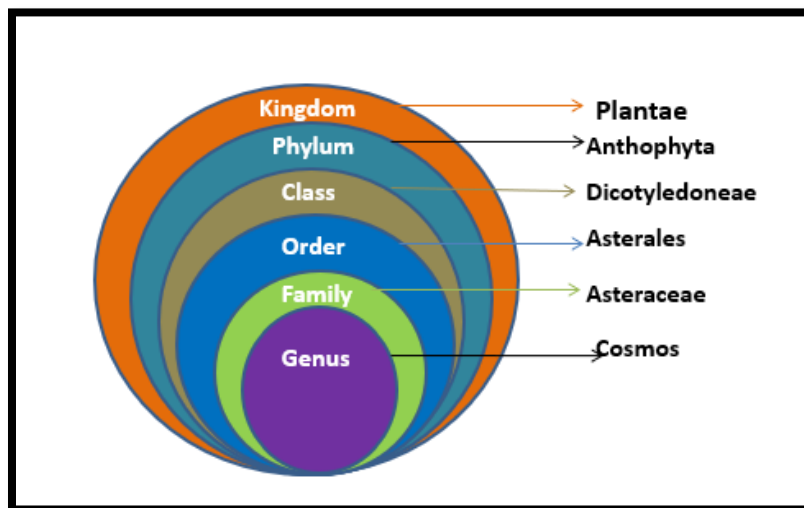 Kingdom Plantae
Phylum Anthophyta
Class Dicotyledoneae
Order Asterales
Family Asteraceae
Genus Cosmos